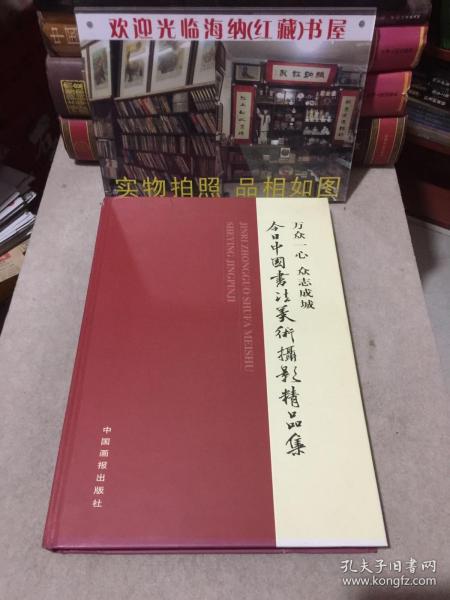 欢迎光临海纳(红藏)书屋
实物拍照 品相如图
万众一心 众志成城
今日中国书法美术摄影精品集
JINRI ZHONGGUO SHUFA MEISHU
SHEYING JINGPINJI
中国画报出版社
孔夫子旧书网
www.kongfz.com